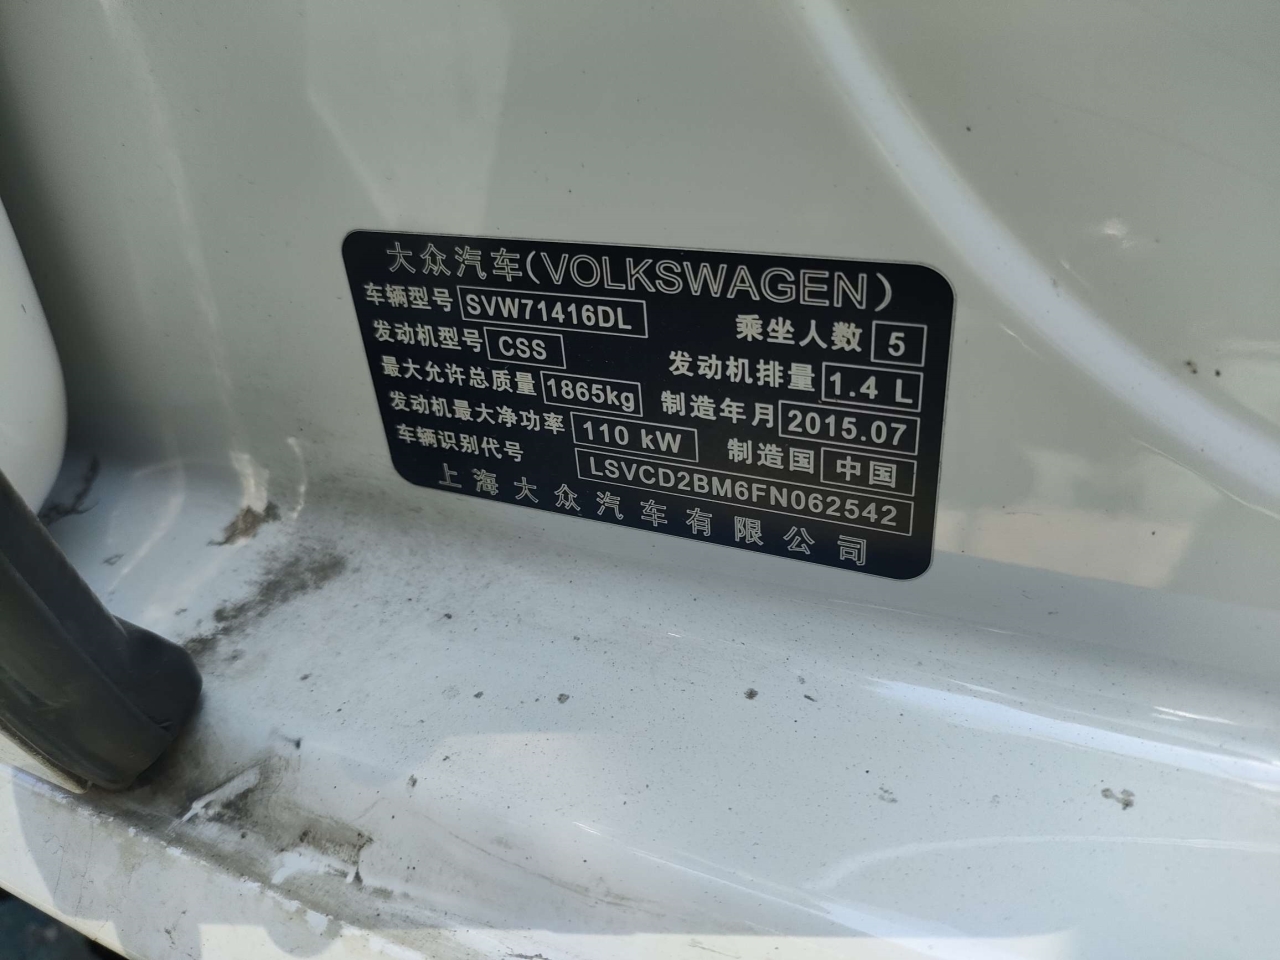 大众汽车(VOLKSWAGEN)
车辆型号 SVW71416DL 乘坐人数 5
发动机型号 CSS 发动机排量 1.4 L
最大允许总质量 1865kg 制造年月 2015.07
发动机最大净功率 110 kW 制造国 中国
车辆识别代号 LSVCD2BM6FN062542
上海大众汽车有限公司